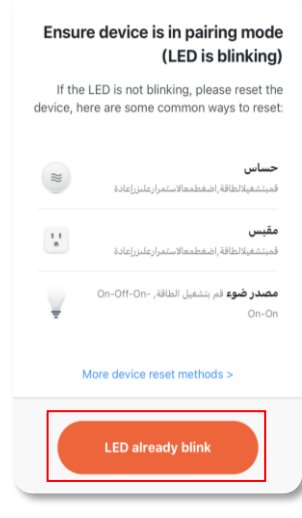 Ensure device is in pairing mode
(LED is blinking)
If the LED is not blinking, please reset the
device, here are some common ways to reset:
حساس
قمبتشغيلالطاقة,اضغطمعالاستمرارعلىزرإعادة
مقبس
قمبتشغيلالطاقة,اضغطمعالاستمرارعلىزرإعادة
مصدر ضوء قم بتشغيل الطاقة, On-Off-On-
On-On
More device reset methods >
LED already blink